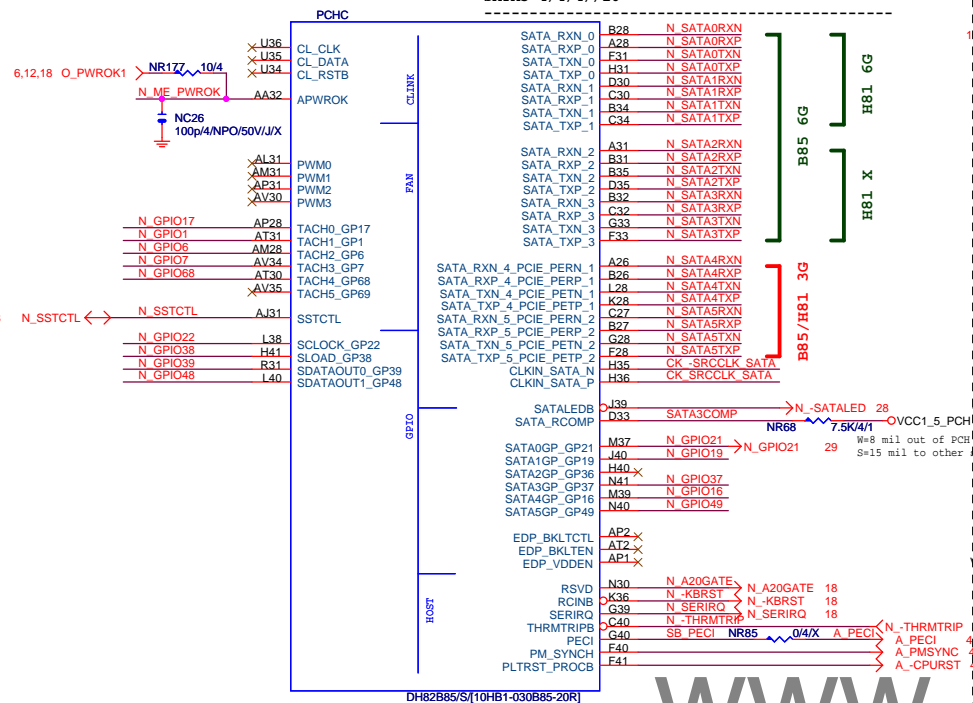 PCHC
U36 CL_CLK
U35 CL_DATA
U34 CL_RSTB
6,12,18 O_PWROK1 NR177 10/4
N_ME_PWROK AA32 APWROK
NC26
100p/4/NPO/50V/J/X
CLINK
AL31 PWM0
AM31 PWM1
AP31 PWM2
AV30 PWM3
FAN
N_GPIO17 AP28 TACH0_GP17
N_GPIO1 AT31 TACH1_GP1
N_GPIO6 AM28 TACH2_GP6
N_GPIO7 AV34 TACH3_GP7
N_GPIO68 AT30 TACH4_GP68
AV35 TACH5_GP69
N_SSTCTL N_SSTCTL AJ31 SSTCTL
N_GPIO22 L38 SCLOCK_GP22
N_GPIO38 H41 SLOAD_GP38
N_GPIO39 R31 SDATAOUT0_GP39
N_GPIO48 L40 SDATAOUT1_GP48
GPIO
HOST
SATA_RXN_0 B28 N_SATA0RXN
SATA_RXP_0 A28 N_SATA0RXP
SATA_TXN_0 F31 N_SATA0TXN
SATA_TXP_0 H31 N_SATA0TXP
SATA_RXN_1 D30 N_SATA1RXN
SATA_RXP_1 C30 N_SATA1RXP
SATA_TXN_1 B34 N_SATA1TXN
SATA_TXP_1 C34 N_SATA1TXP
SATA_RXN_2 A31 N_SATA2RXN
SATA_RXP_2 B31 N_SATA2RXP
SATA_TXN_2 B35 N_SATA2TXN
SATA_TXP_2 D35 N_SATA2TXP
SATA_RXN_3 B32 N_SATA3RXN
SATA_RXP_3 C32 N_SATA3RXP
SATA_TXN_3 G33 N_SATA3TXN
SATA_TXP_3 F33 N_SATA3TXP
B85 6G
H81 6G
H81 X
SATA_RXN_4_PCIE_PERN_1 A26 N_SATA4RXN
SATA_RXP_4_PCIE_PERP_1 B26 N_SATA4RXP
SATA_TXN_4_PCIE_PETN_1 L28 N_SATA4TXN
SATA_TXP_4_PCIE_PETP_1 K28 N_SATA4TXP
SATA_RXN_5_PCIE_PERN_2 C27 N_SATA5RXN
SATA_RXP_5_PCIE_PERP_2 B27 N_SATA5RXP
SATA_TXN_5_PCIE_PETN_2 G28 N_SATA5TXN
SATA_TXP_5_PCIE_PETP_2 F28 N_SATA5TXP
B85/H81 3G
CLKIN_SATA_N H35 CK_-SRCCLK_SATA
CLKIN_SATA_P H36 CK_SRCCLK_SATA
SATALEDB J39 N_-SATALED 28
SATA_RCOMP D33 SATA3COMP NR68 7.5K/4/1 VCC1_5_PCH
W=8 mil out of PCH
S=15 mil to other
SATA0GP_GP21 M37 N_GPIO21 N_GPIO21 29
SATA1GP_GP19 J40 N_GPIO19
SATA2GP_GP36 H40
SATA3GP_GP37 N41 N_GPIO37
SATA4GP_GP16 M39 N_GPIO16
SATA5GP_GP49 N40 N_GPIO49
EDP_BKLTCTL AP2
EDP_BKLTEN AT2
EDP_VDDEN AP1
RSVD N30 N_A20GATE N_A20GATE 18
RCINB K36 N_-KBRST N_-KBRST 18
SERIRQ G39 N_SERIRQ N_SERIRQ 18
THRMTRIPB C40 N_-THRMTRIP N_-THRMTRIP
PECI G40 SB_PECI NR85 0/4/X A_PECI A_PECI
PM_SYNCH F40 A_PMSYNC
PLTRST_PROCB F41 A_-CPURST
DH82B85/S/[10HB1-030B85-20R]
www